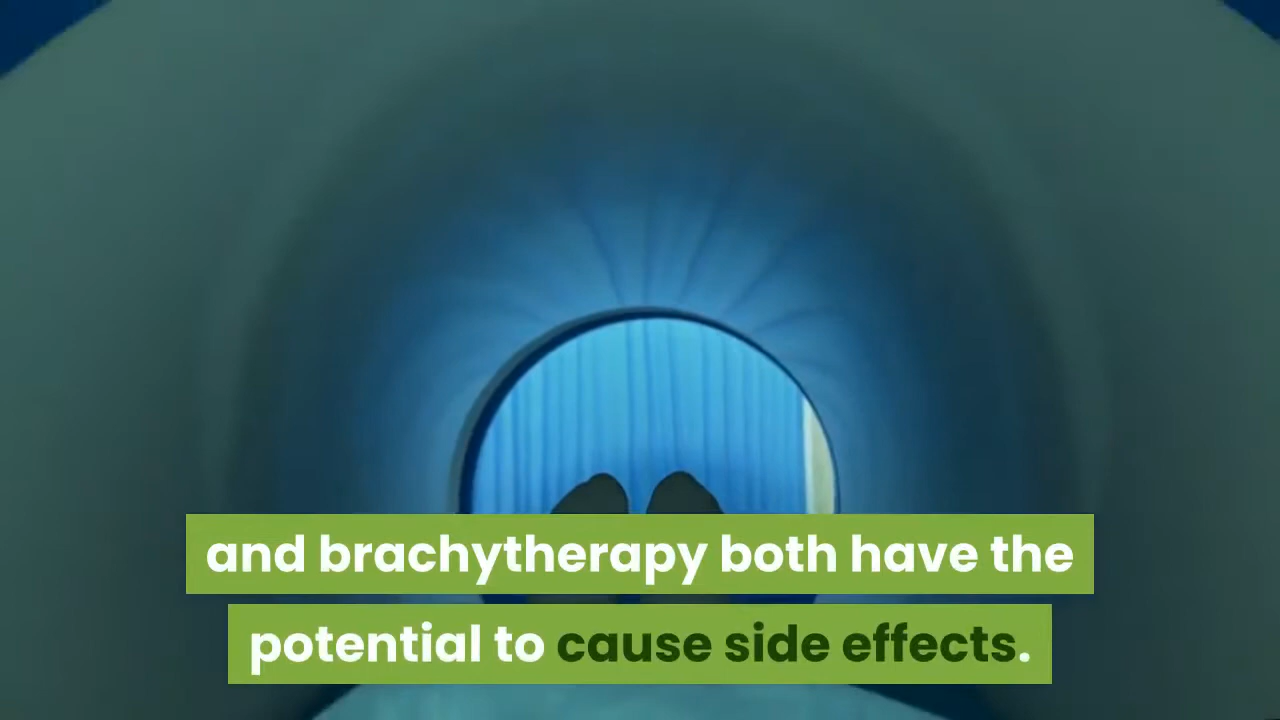 and brachytherapy both have the
potential to cause side effects.